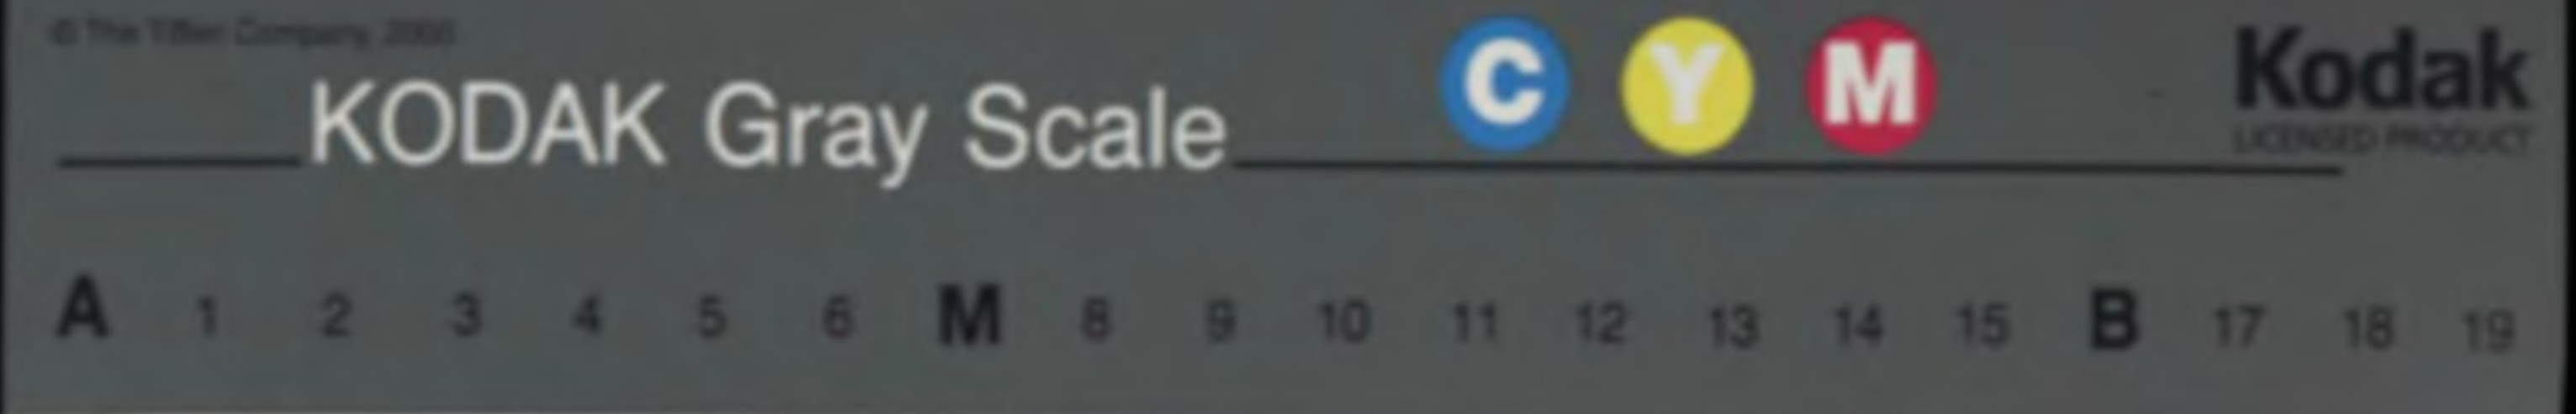 © The Tiffen Company, 2000
KODAK Gray Scale
C Y M
Kodak
LICENSED PRODUCT
A 1 2 3 4 5 6 M 8 9 10 11 12 13 14 15 B 17 18 19